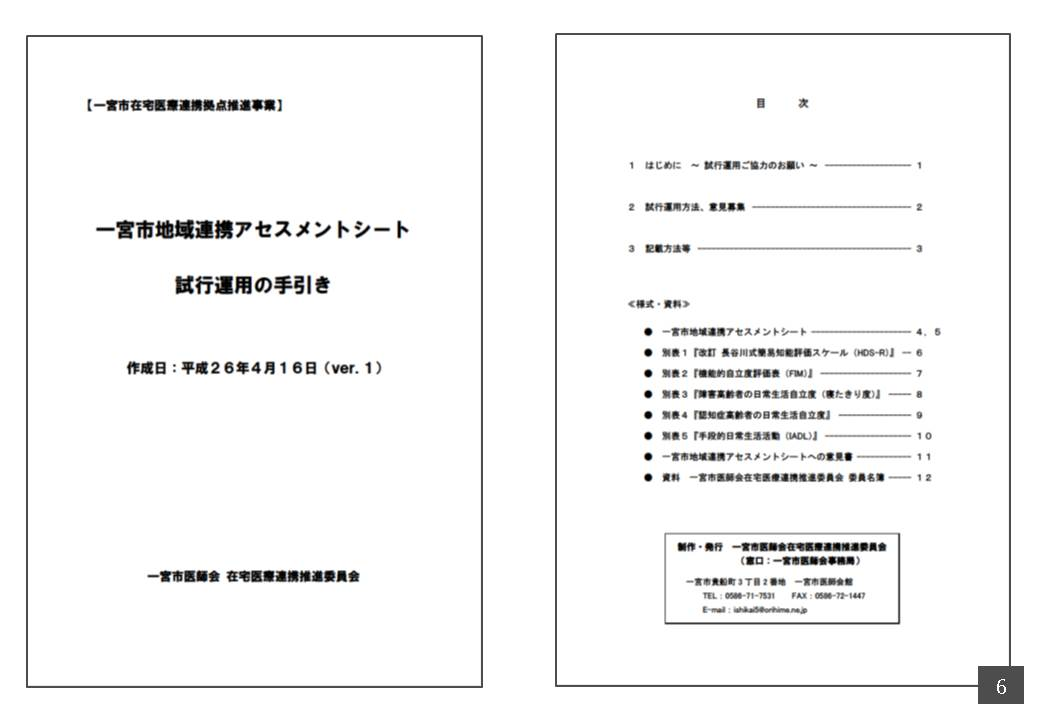 【一宮市在宅医療連携拠点推進事業】
一宮市地域連携アセスメントシート
試行運用の手引き
作成日：平成２６年４月１６日（ver. 1）
一宮市医師会 在宅医療連携推進委員会
目　　次
1　はじめに　～ 試行運用ご協力のお願い ～ ------------------- 1
2　試行運用方法、意見募集 ----------------------------------- 2
3　記載方法等 ----------------------------------------------- 3
≪様式・資料≫
●　一宮市地域連携アセスメントシート ---------------------- 4，5
●　別表１『改訂 長谷川式簡易知能評価スケール（HDS-R）』 -- 6
●　別表２『機能的自立度評価表（FIM）』 -------------------- 7
●　別表３『障害高齢者の日常生活自立度（寝たきり度）』 ----- 8
●　別表４『認知症高齢者の日常生活自立度』 ---------------- 9
●　別表５『手段的日常生活活動（IADL）』 ------------------- 10
●　一宮市地域連携アセスメントシートへの意見書 ------------ 11
●　資料　一宮市医師会在宅医療連携推進委員会 委員名簿 ----- 12
制作・発行　一宮市医師会在宅医療連携推進委員会
（窓口：一宮市医師会事務局）
一宮市貴船町３丁目２番地　一宮市医師会館
TEL：0586-71-7531　　FAX：0586-72-1447
E-mail：ishikai5@orihime.ne.jp
6